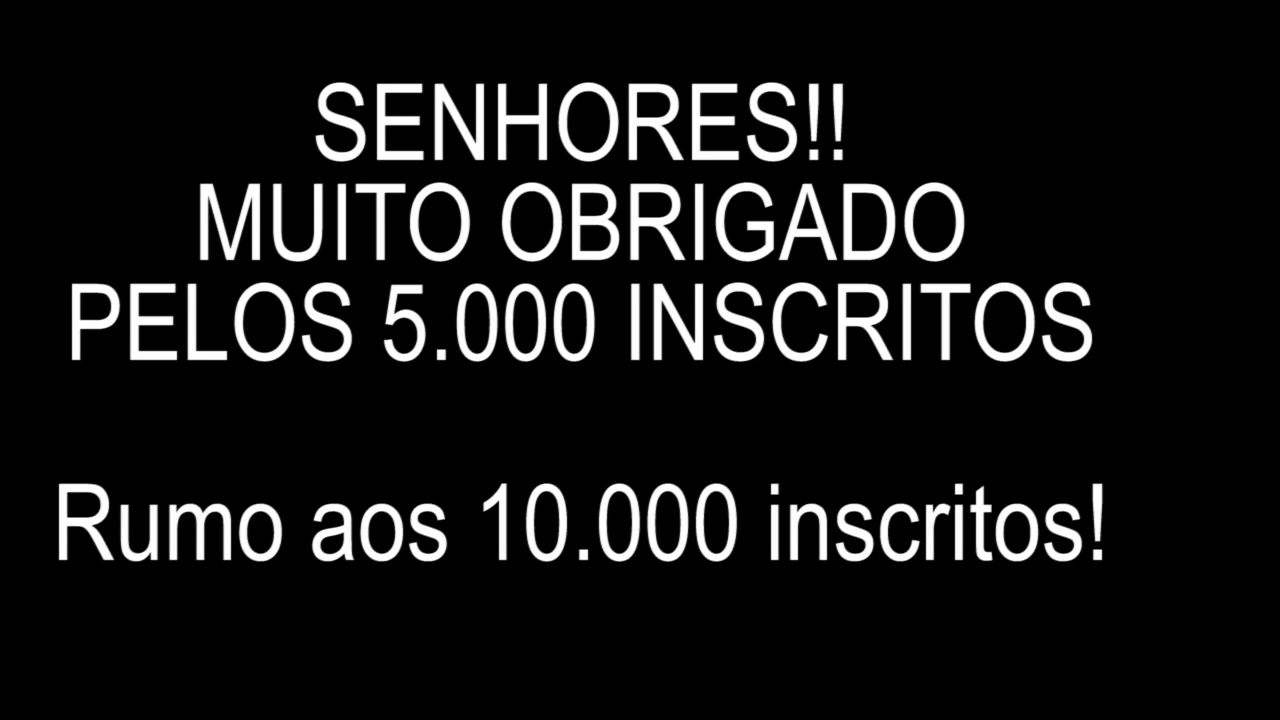 SENHORES!!
MUITO OBRIGADO
PELOS 5.000 INSCRITOS
Rumo aos 10.000 inscritos!